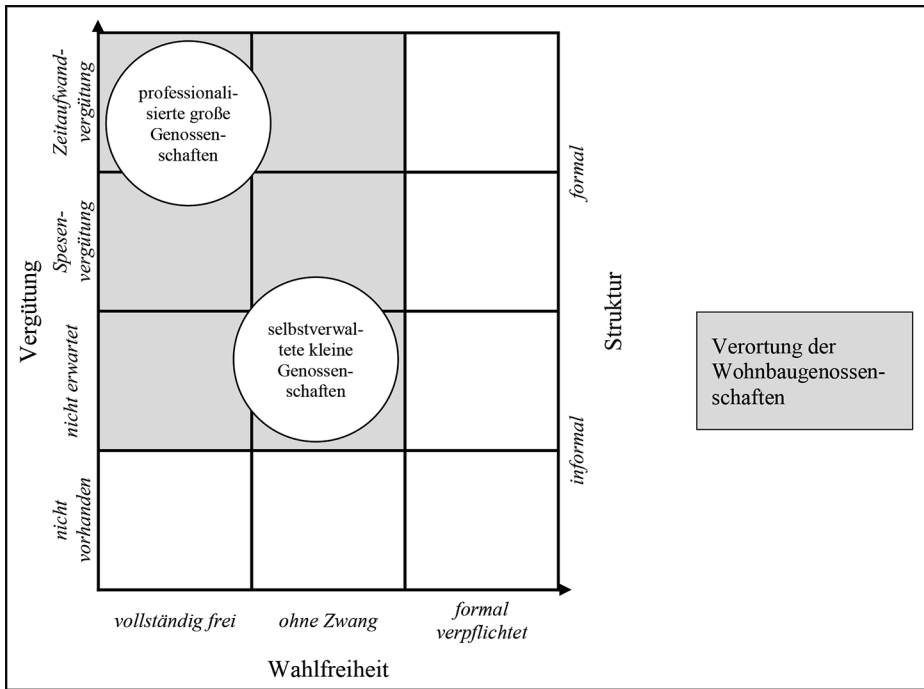 Vergütung
Zeitaufwand-
vergütung
Spesen-
vergütung
nicht erwartet
nicht
vorhanden
professionali-
sierte große
Genossen-
schaften
selbstverwal-
tete kleine
Genossen-
schaften
formal
informal
Struktur
Verortung der
Wohnbaugenossen-
schaften
vollständig frei
ohne Zwang
formal
verpflichtet
Wahlfreiheit